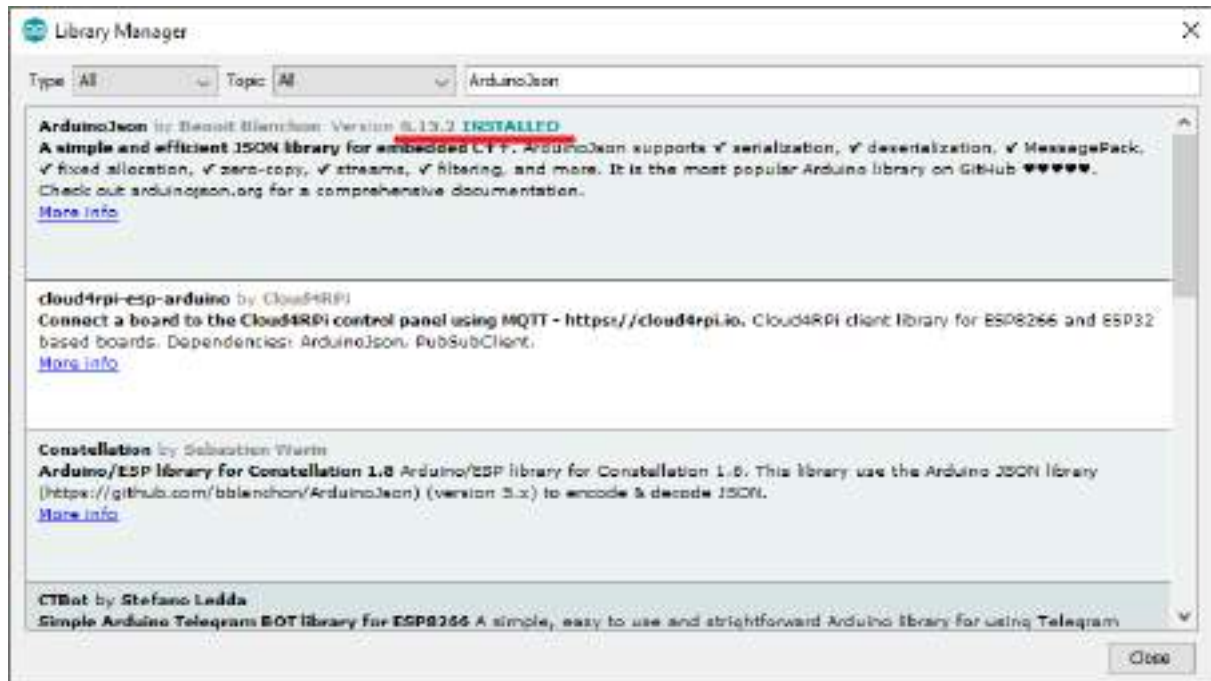 Library Manager
Type All Topic All ArduinoJson
ArduinoJson by Benoit Blanchon Version 6.15.2 INSTALLED
A simple and efficient JSON library for embedded C++. ArduinoJson supports ✔ serialization, ✔ deserialization, ✔ MessagePack,
✔ fixed allocation, ✔ zero-copy, ✔ streams, ✔ filtering, and more. It is the most popular Arduino library on GitHub ♥♥♥♥♥.
Check out arduinojson.org for a comprehensive documentation.
More info
cloud4rpi-esp-arduino by Cloud4RPi
Connect a board to the Cloud4RPi control panel using MQTT - https://cloud4rpi.io. Cloud4RPi client library for ESP8266 and ESP32
based boards. Dependencies: ArduinoJson, PubSubClient.
More info
Constellation by Sebastien Warin
Arduino/ESP library for Constellation 1.8 Arduino/ESP library for Constellation 1.8. This library use the Arduino JSON library
(https://github.com/bblanchon/ArduinoJson) (version 5.x) to encode & decode JSON.
More info
CTBot by Stefano Ledda
Simple Arduino Telegram BOT library for ESP8266 A simple, easy to use and strightforward Arduino library for using Telegram
Close